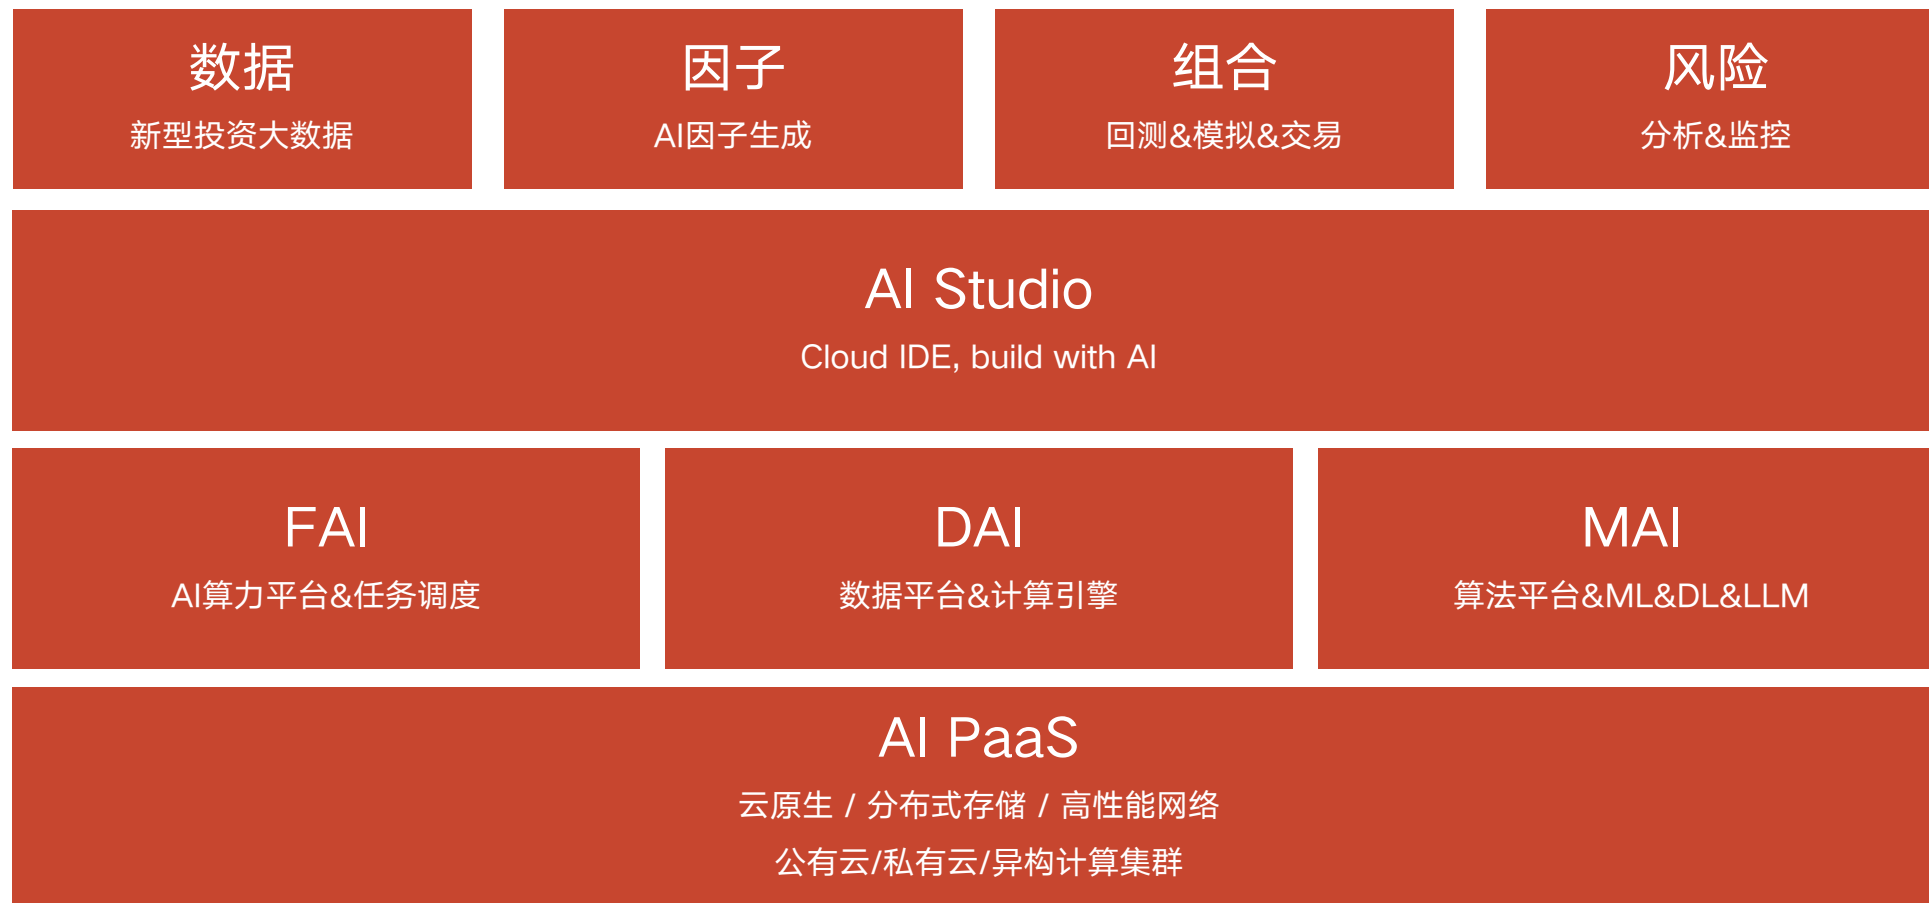 数据
新型投资大数据
因子
AI因子生成
组合
回测&模拟&交易
风险
分析&监控
AI Studio
Cloud IDE, build with AI
FAI
AI算力平台&任务调度
DAI
数据平台&计算引擎
MAI
算法平台&ML&DL&LLM
AI PaaS
云原生 / 分布式存储 / 高性能网络
公有云/私有云/异构计算集群